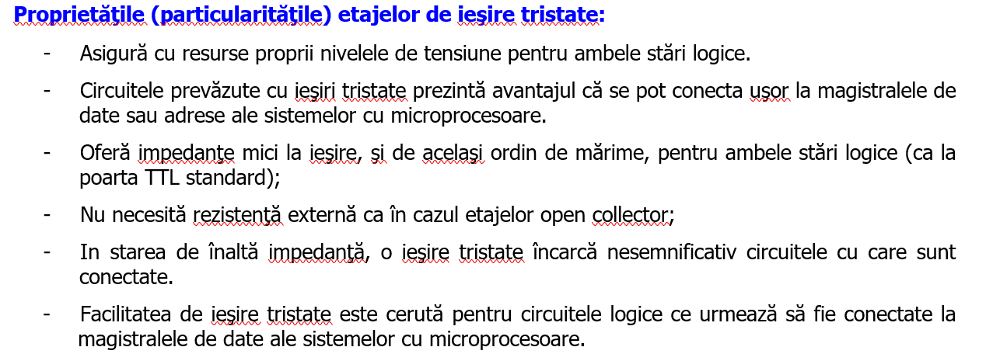 Proprietăţile (particularităţile) etajelor de ieşire tristate:
- Asigură cu resurse proprii nivelele de tensiune pentru ambele stări logice.
- Circuitele prevăzute cu ieşiri tristate prezintă avantajul că se pot conecta uşor la magistralele de
date sau adrese ale sistemelor cu microprocesoare.
- Oferă impedanţe mici la ieşire, şi de acelaşi ordin de mărime, pentru ambele stări logice (ca la
poarta TTL standard);
- Nu necesită rezistenţă externă ca în cazul etajelor open collector;
- In starea de înaltă impedanţă, o ieşire tristate încarcă nesemnificativ circuitele cu care sunt
conectate.
- Facilitatea de ieşire tristate este cerută pentru circuitele logice ce urmează să fie conectate la
magistralele de date ale sistemelor cu microprocesoare.